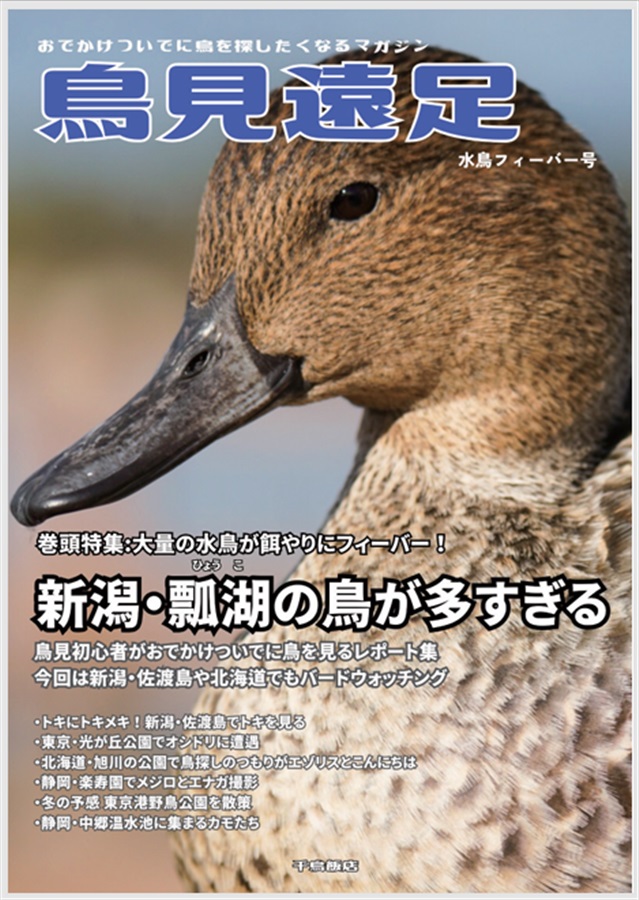 おでかけついでに鳥を探したくなるマガジン
鳥見遠足
水鳥フィーバー号
巻頭特集:大量の水鳥が餌やりにフィーバー！
ひょう こ
新潟・瓢湖の鳥が多すぎる
鳥見初心者がおでかけついでに鳥を見るレポート集
今回は新潟・佐渡島や北海道でもバードウォッチング
・トキにトキメキ！新潟・佐渡島でトキを見る
・東京・光が丘公園でオシドリに遭遇
・北海道・旭川の公園で鳥探しのつもりがエゾリスとこんにちは
・静岡・楽寿園でメジロとエナガ撮影
・冬の予感 東京港野鳥公園を散策
・静岡・中郷温水池に集まるカモたち
千鳥飯店